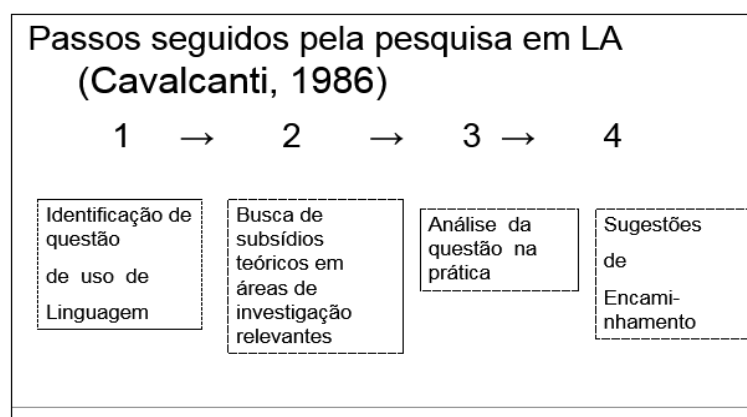 Passos seguidos pela pesquisa em LA
(Cavalcanti, 1986)
1 → 2 → 3 → 4
Identificação de
questão
de uso de
Linguagem
Busca de
subsídios
teóricos em
áreas de
investigação
relevantes
Análise da
questão na
prática
Sugestões
de
Encami-
nhamento